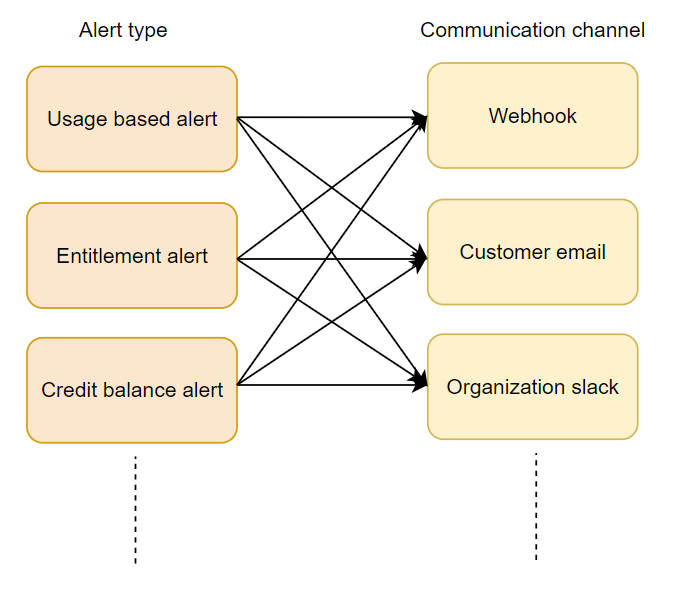 Alert type
Communication channel
Usage based alert
Webhook
Entitlement alert
Customer email
Credit balance alert
Organization slack